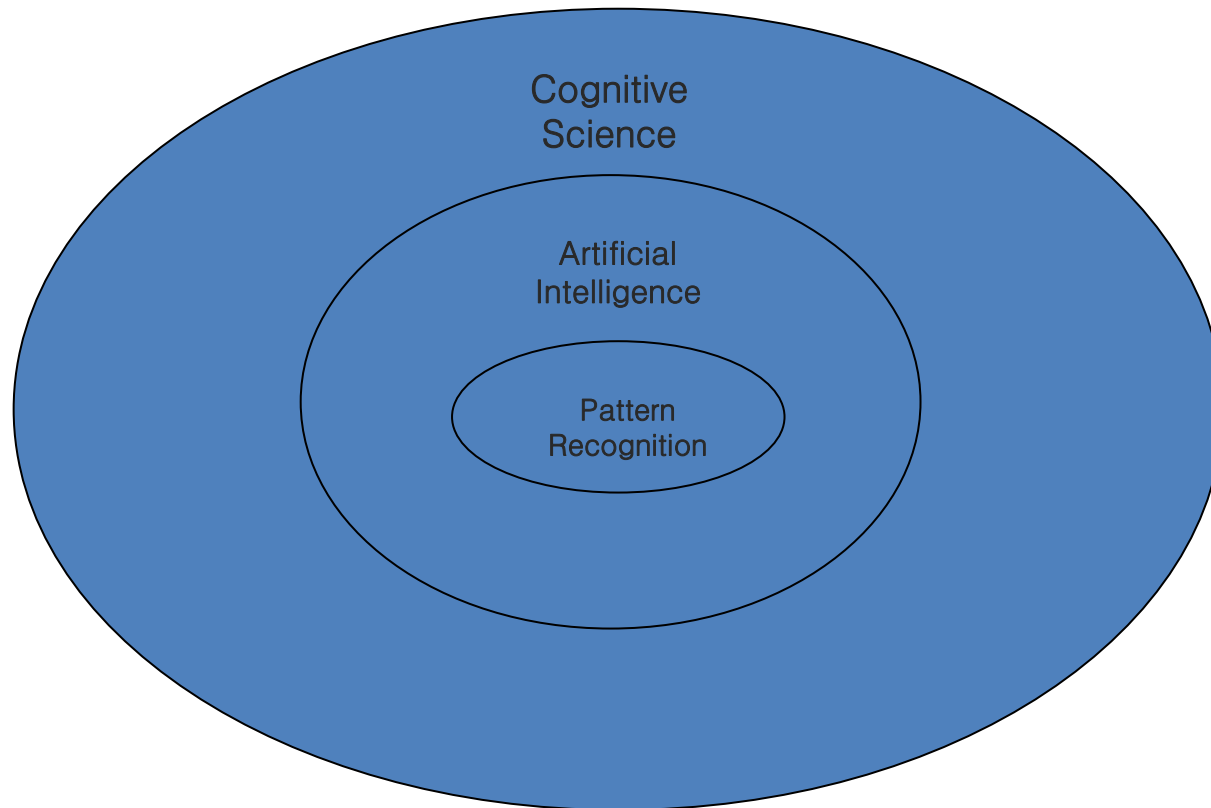 Cognitive
Science
Artificial
Intelligence
Pattern
Recognition